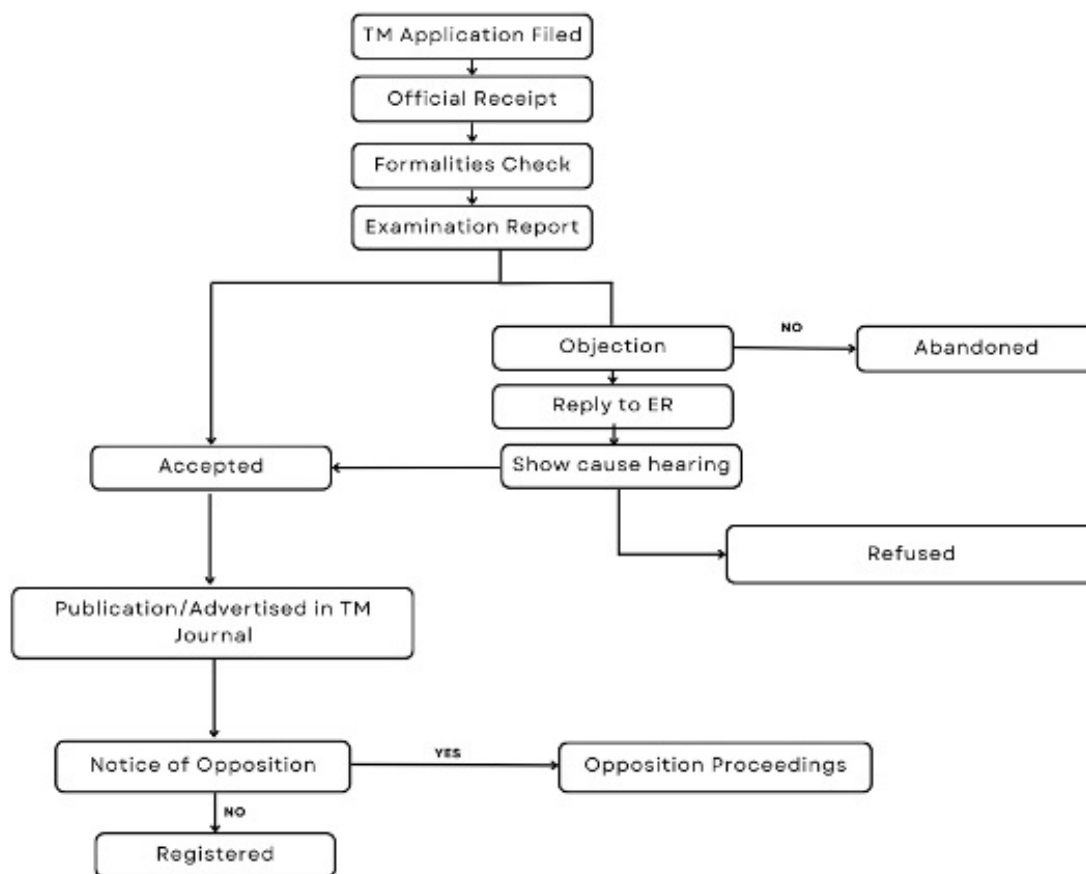 TM Application Filed
Official Receipt
Formalities Check
Examination Report
Objection
NO
Abandoned
Reply to ER
Accepted
Show cause hearing
Refused
Publication/Advertised in TM
Journal
Notice of Opposition
YES
Opposition Proceedings
NO
Registered